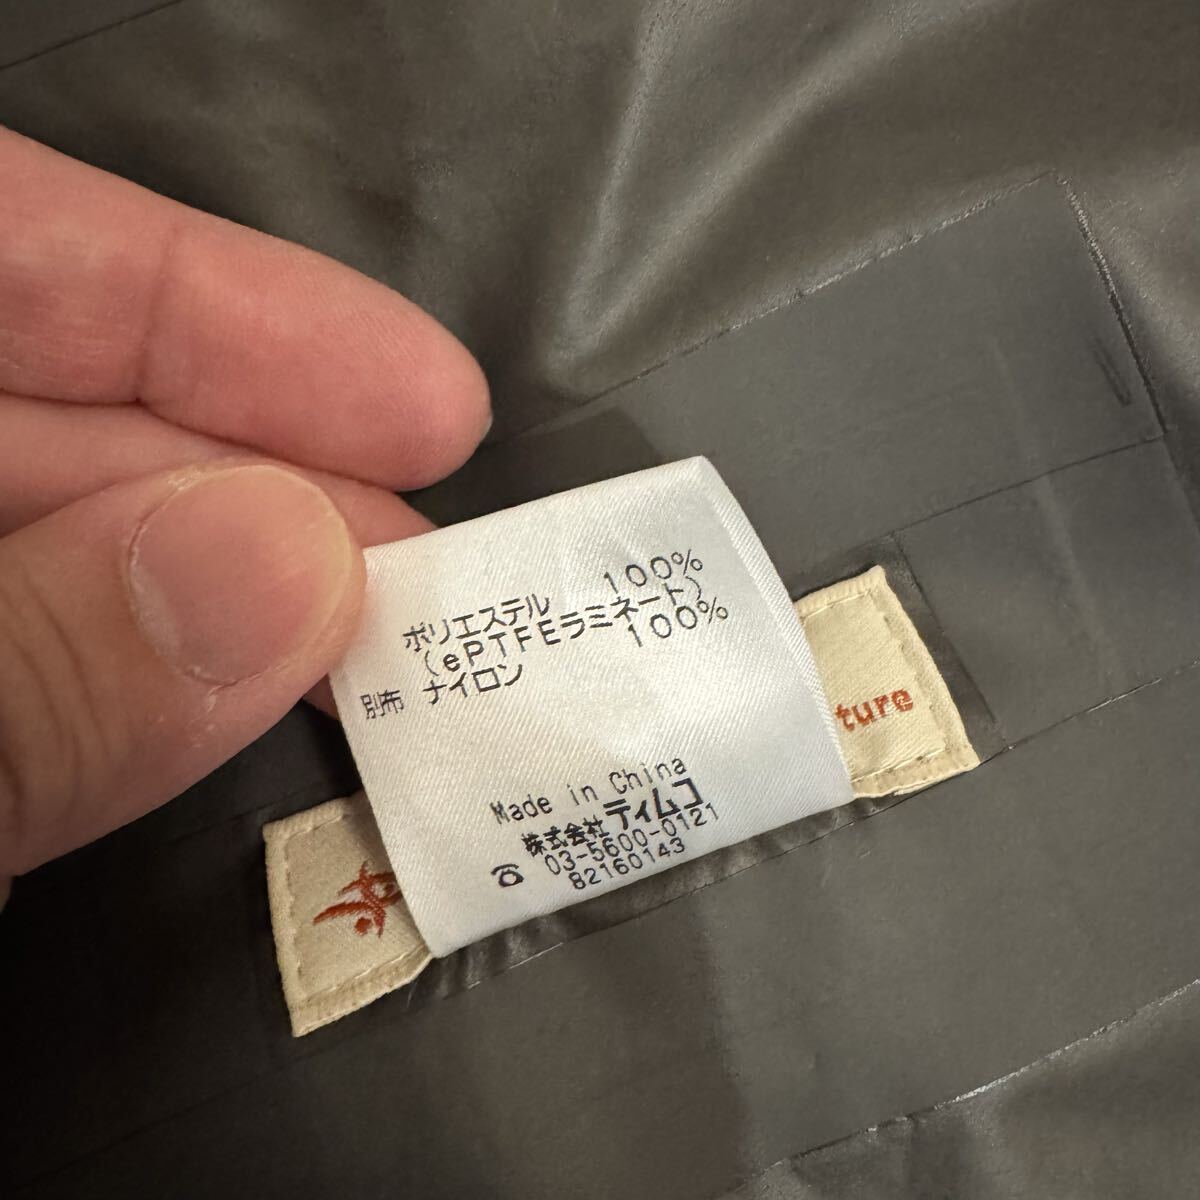 ポリエステル 100%
(ePTFEラミネート)
別布 ナイロン 100%
Made in China
株式会社ティムコ
☎ 03-5600-0121
82160143
ture